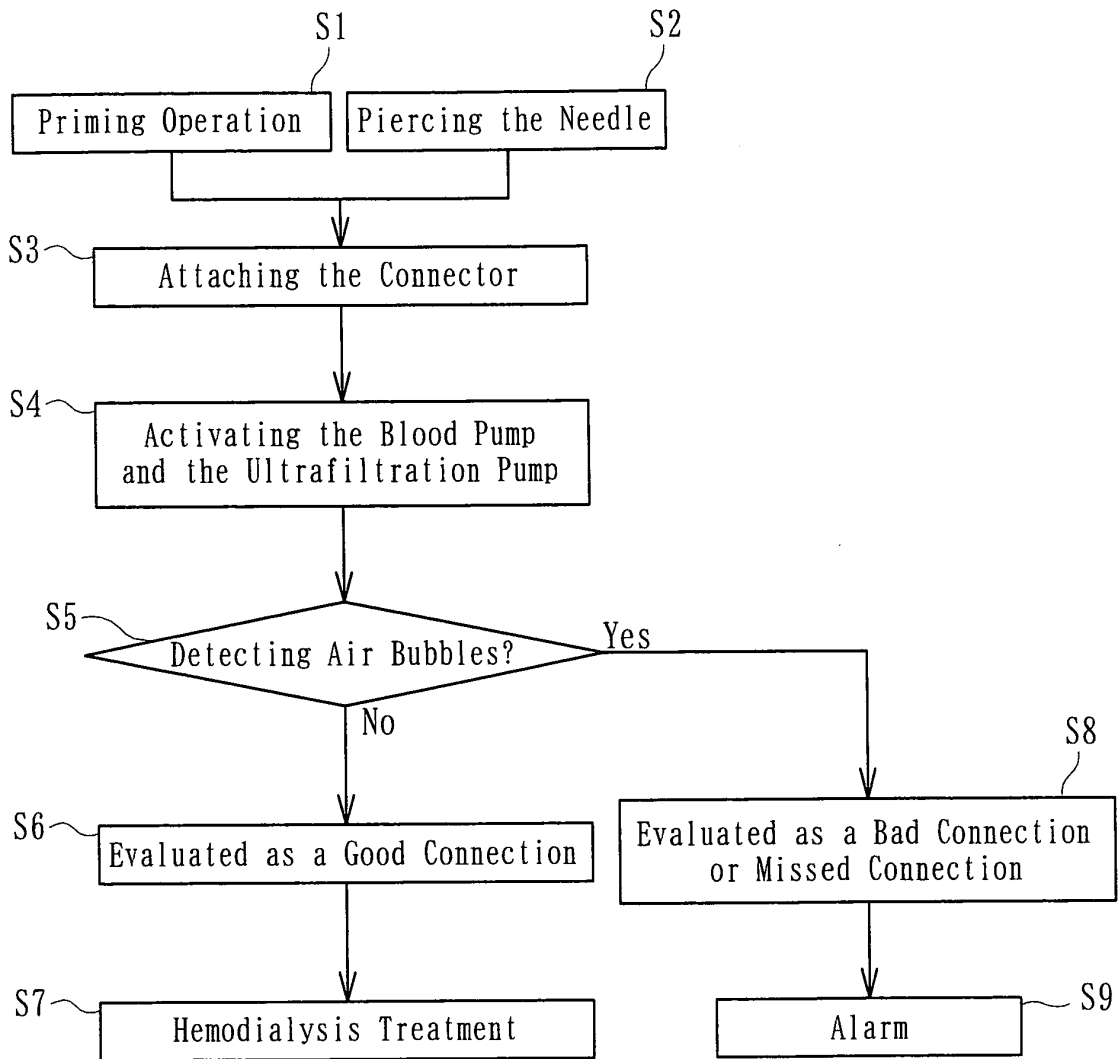 S1
S2
Priming Operation
Piercing the Needle
S3
Attaching the Connector
S4
Activating the Blood Pump
and the Ultrafiltration Pump
S5
Detecting Air Bubbles?
Yes
No
S8
S6
Evaluated as a Good Connection
Evaluated as a Bad Connection
or Missed Connection
S7
Hemodialysis Treatment
S9
Alarm